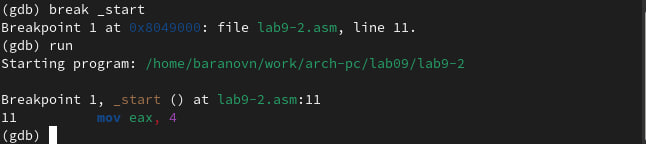 (gdb) break _start
Breakpoint 1 at 0x8049000: file lab9-2.asm, line 11.
(gdb) run
Starting program: /home/baranovn/work/arch-pc/lab09/lab9-2
Breakpoint 1, _start () at lab9-2.asm:11
11          mov eax, 4
(gdb)